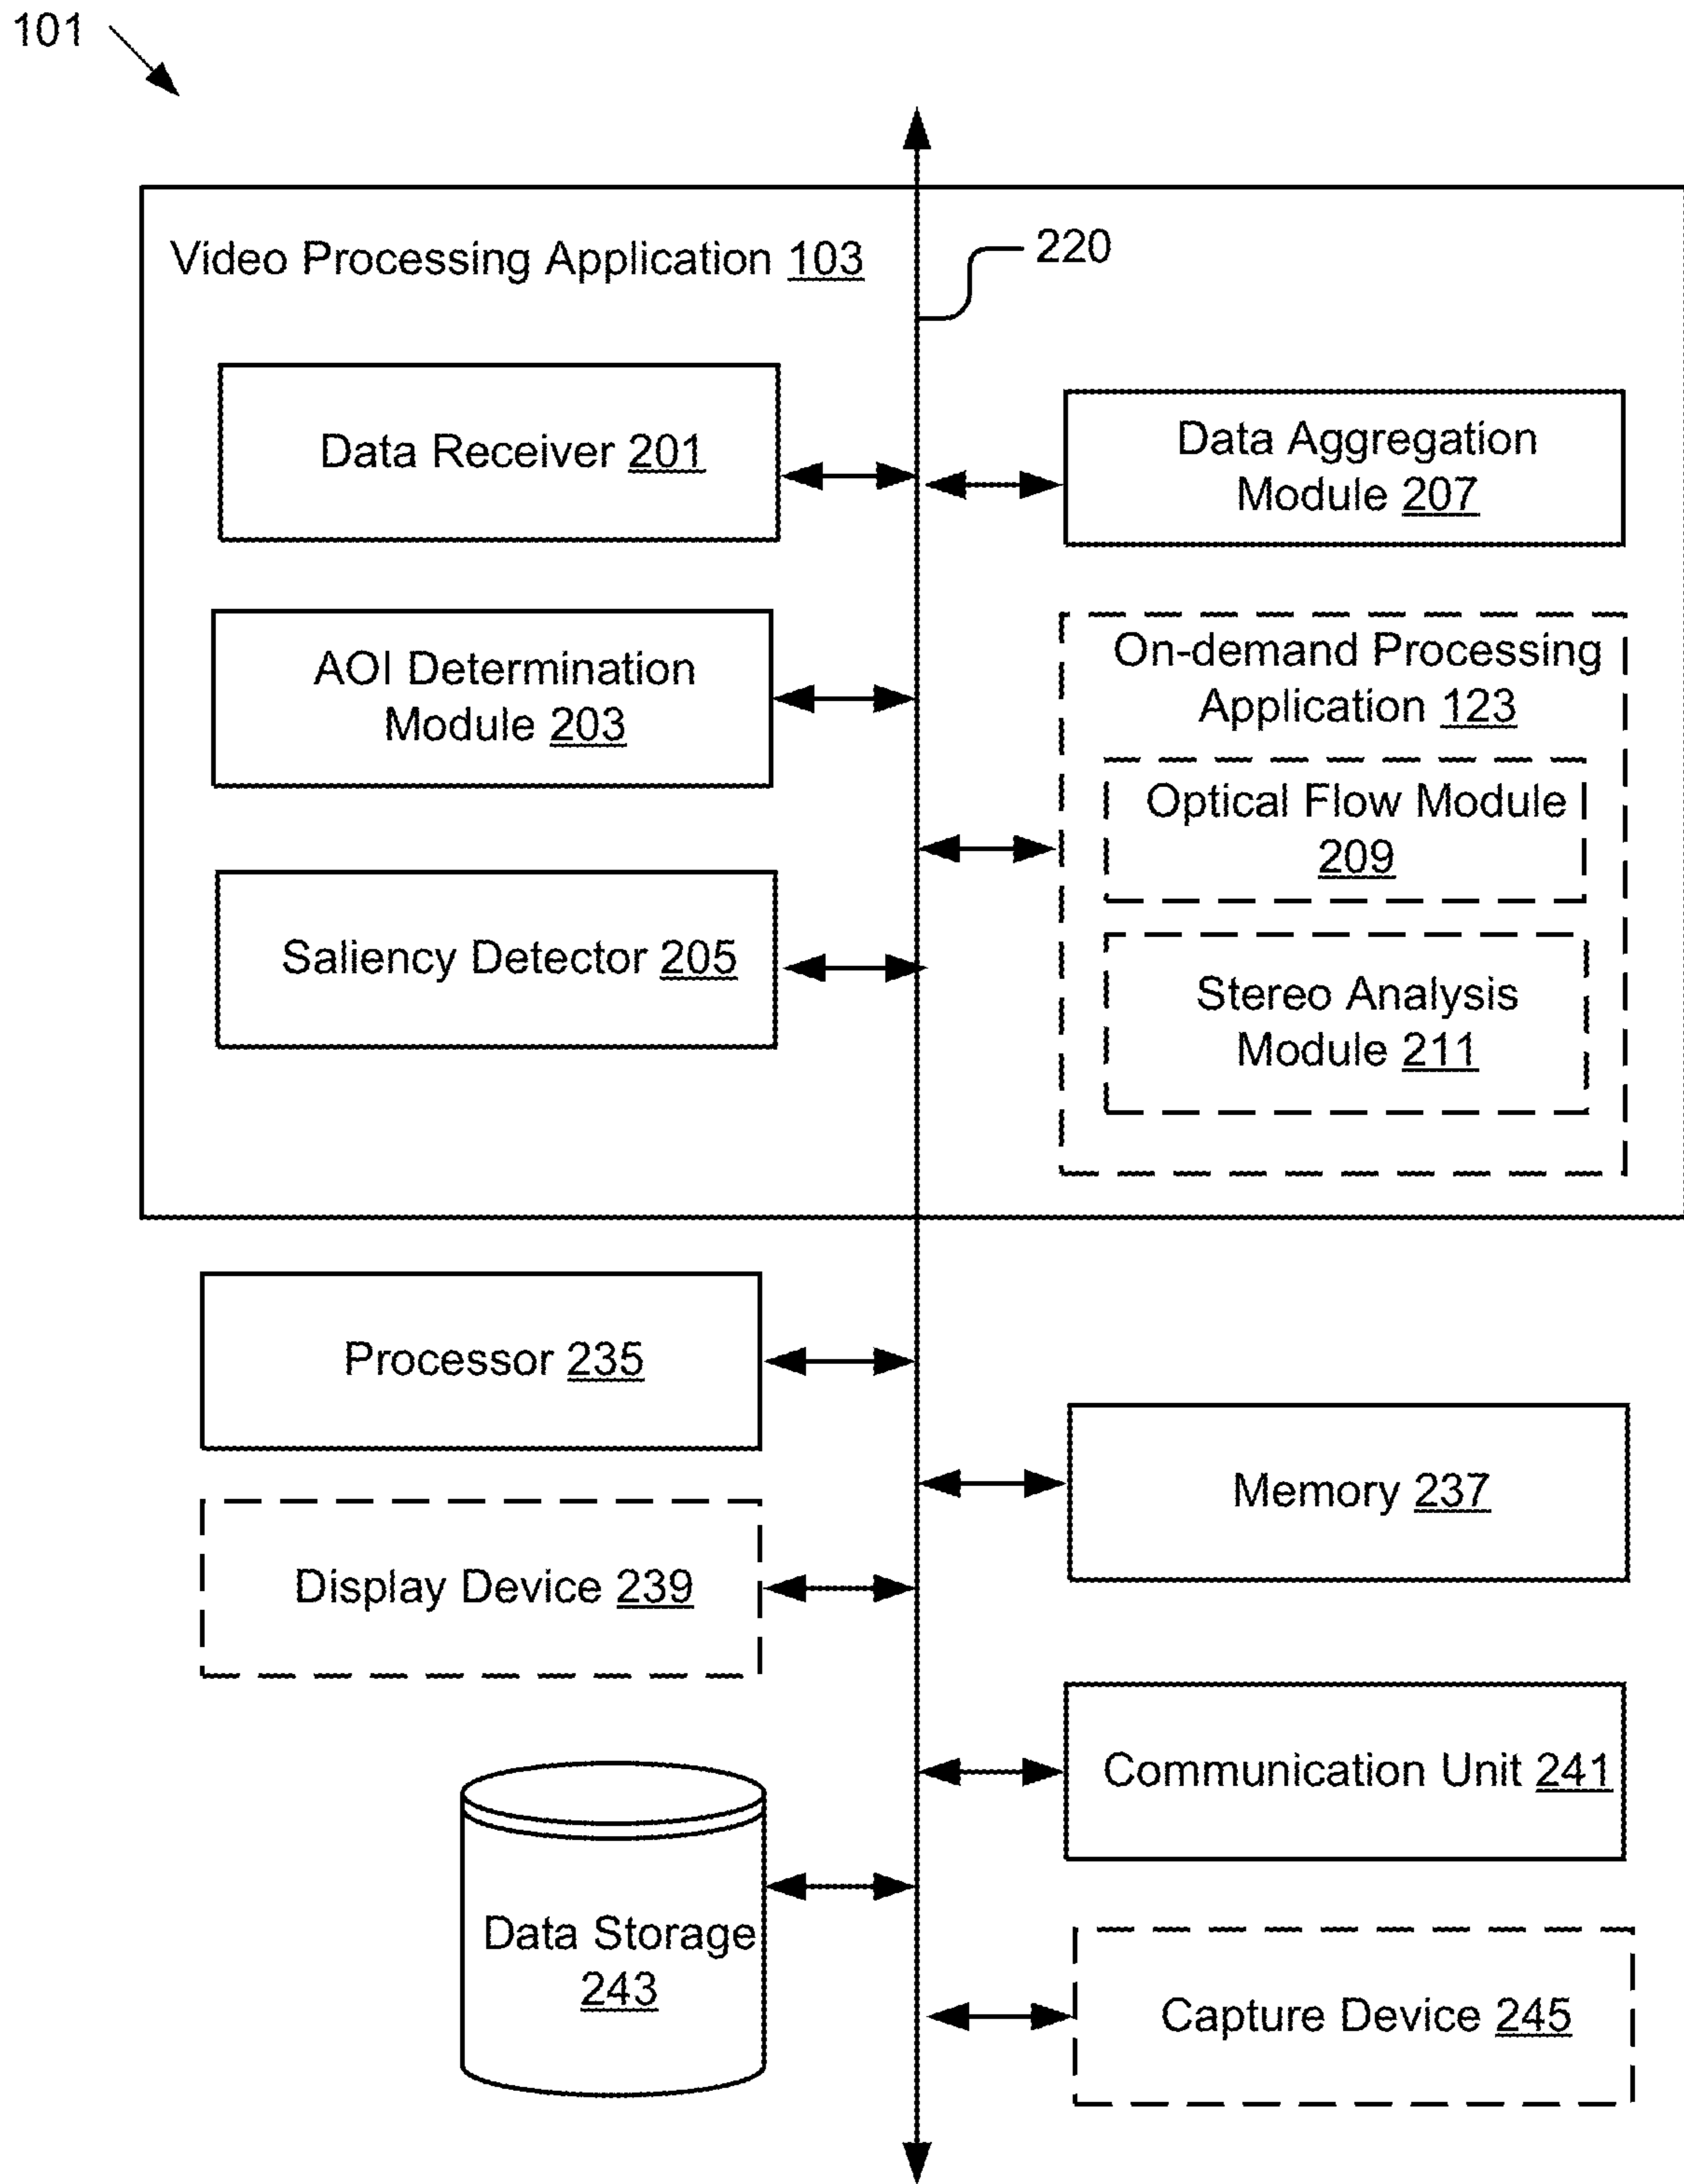 101
Video Processing Application 103
220
Data Receiver 201
Data Aggregation
Module 207
AOI Determination
Module 203
On-demand Processing
Application 123
Optical Flow Module
209
Saliency Detector 205
Stereo Analysis
Module 211
Processor 235
Memory 237
Display Device 239
Communication Unit 241
Data Storage
243
Capture Device 245